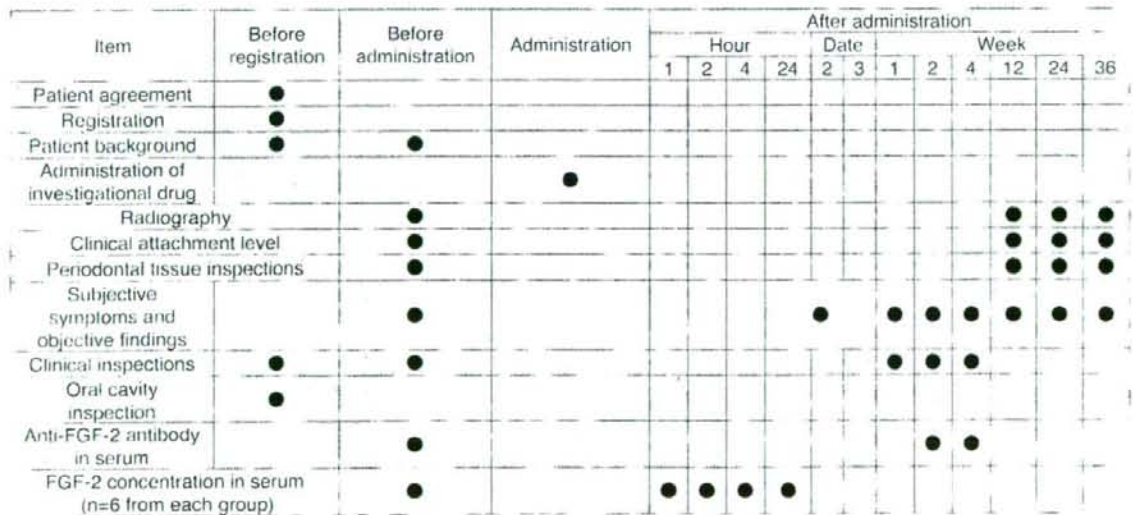 After administration
Item Before registration Before administration Administration Hour Date Week
1 2 4 24 2 3 1 2 4 12 24 36
Patient agreement ●
Registration ●
Patient background ● ●
Administration of
investigational drug ●
Radiography ● ● ● ●
Clinical attachment level ● ● ● ●
Periodontal tissue inspections ● ● ● ●
Subjective
symptoms and ● ● ● ● ● ● ● ●
objective findings
Clinical inspections ● ● ● ● ●
Oral cavity
inspection ●
Anti-FGF-2 antibody
in serum ● ● ●
FGF-2 concentration in serum
(n=6 from each group) ● ● ● ● ●